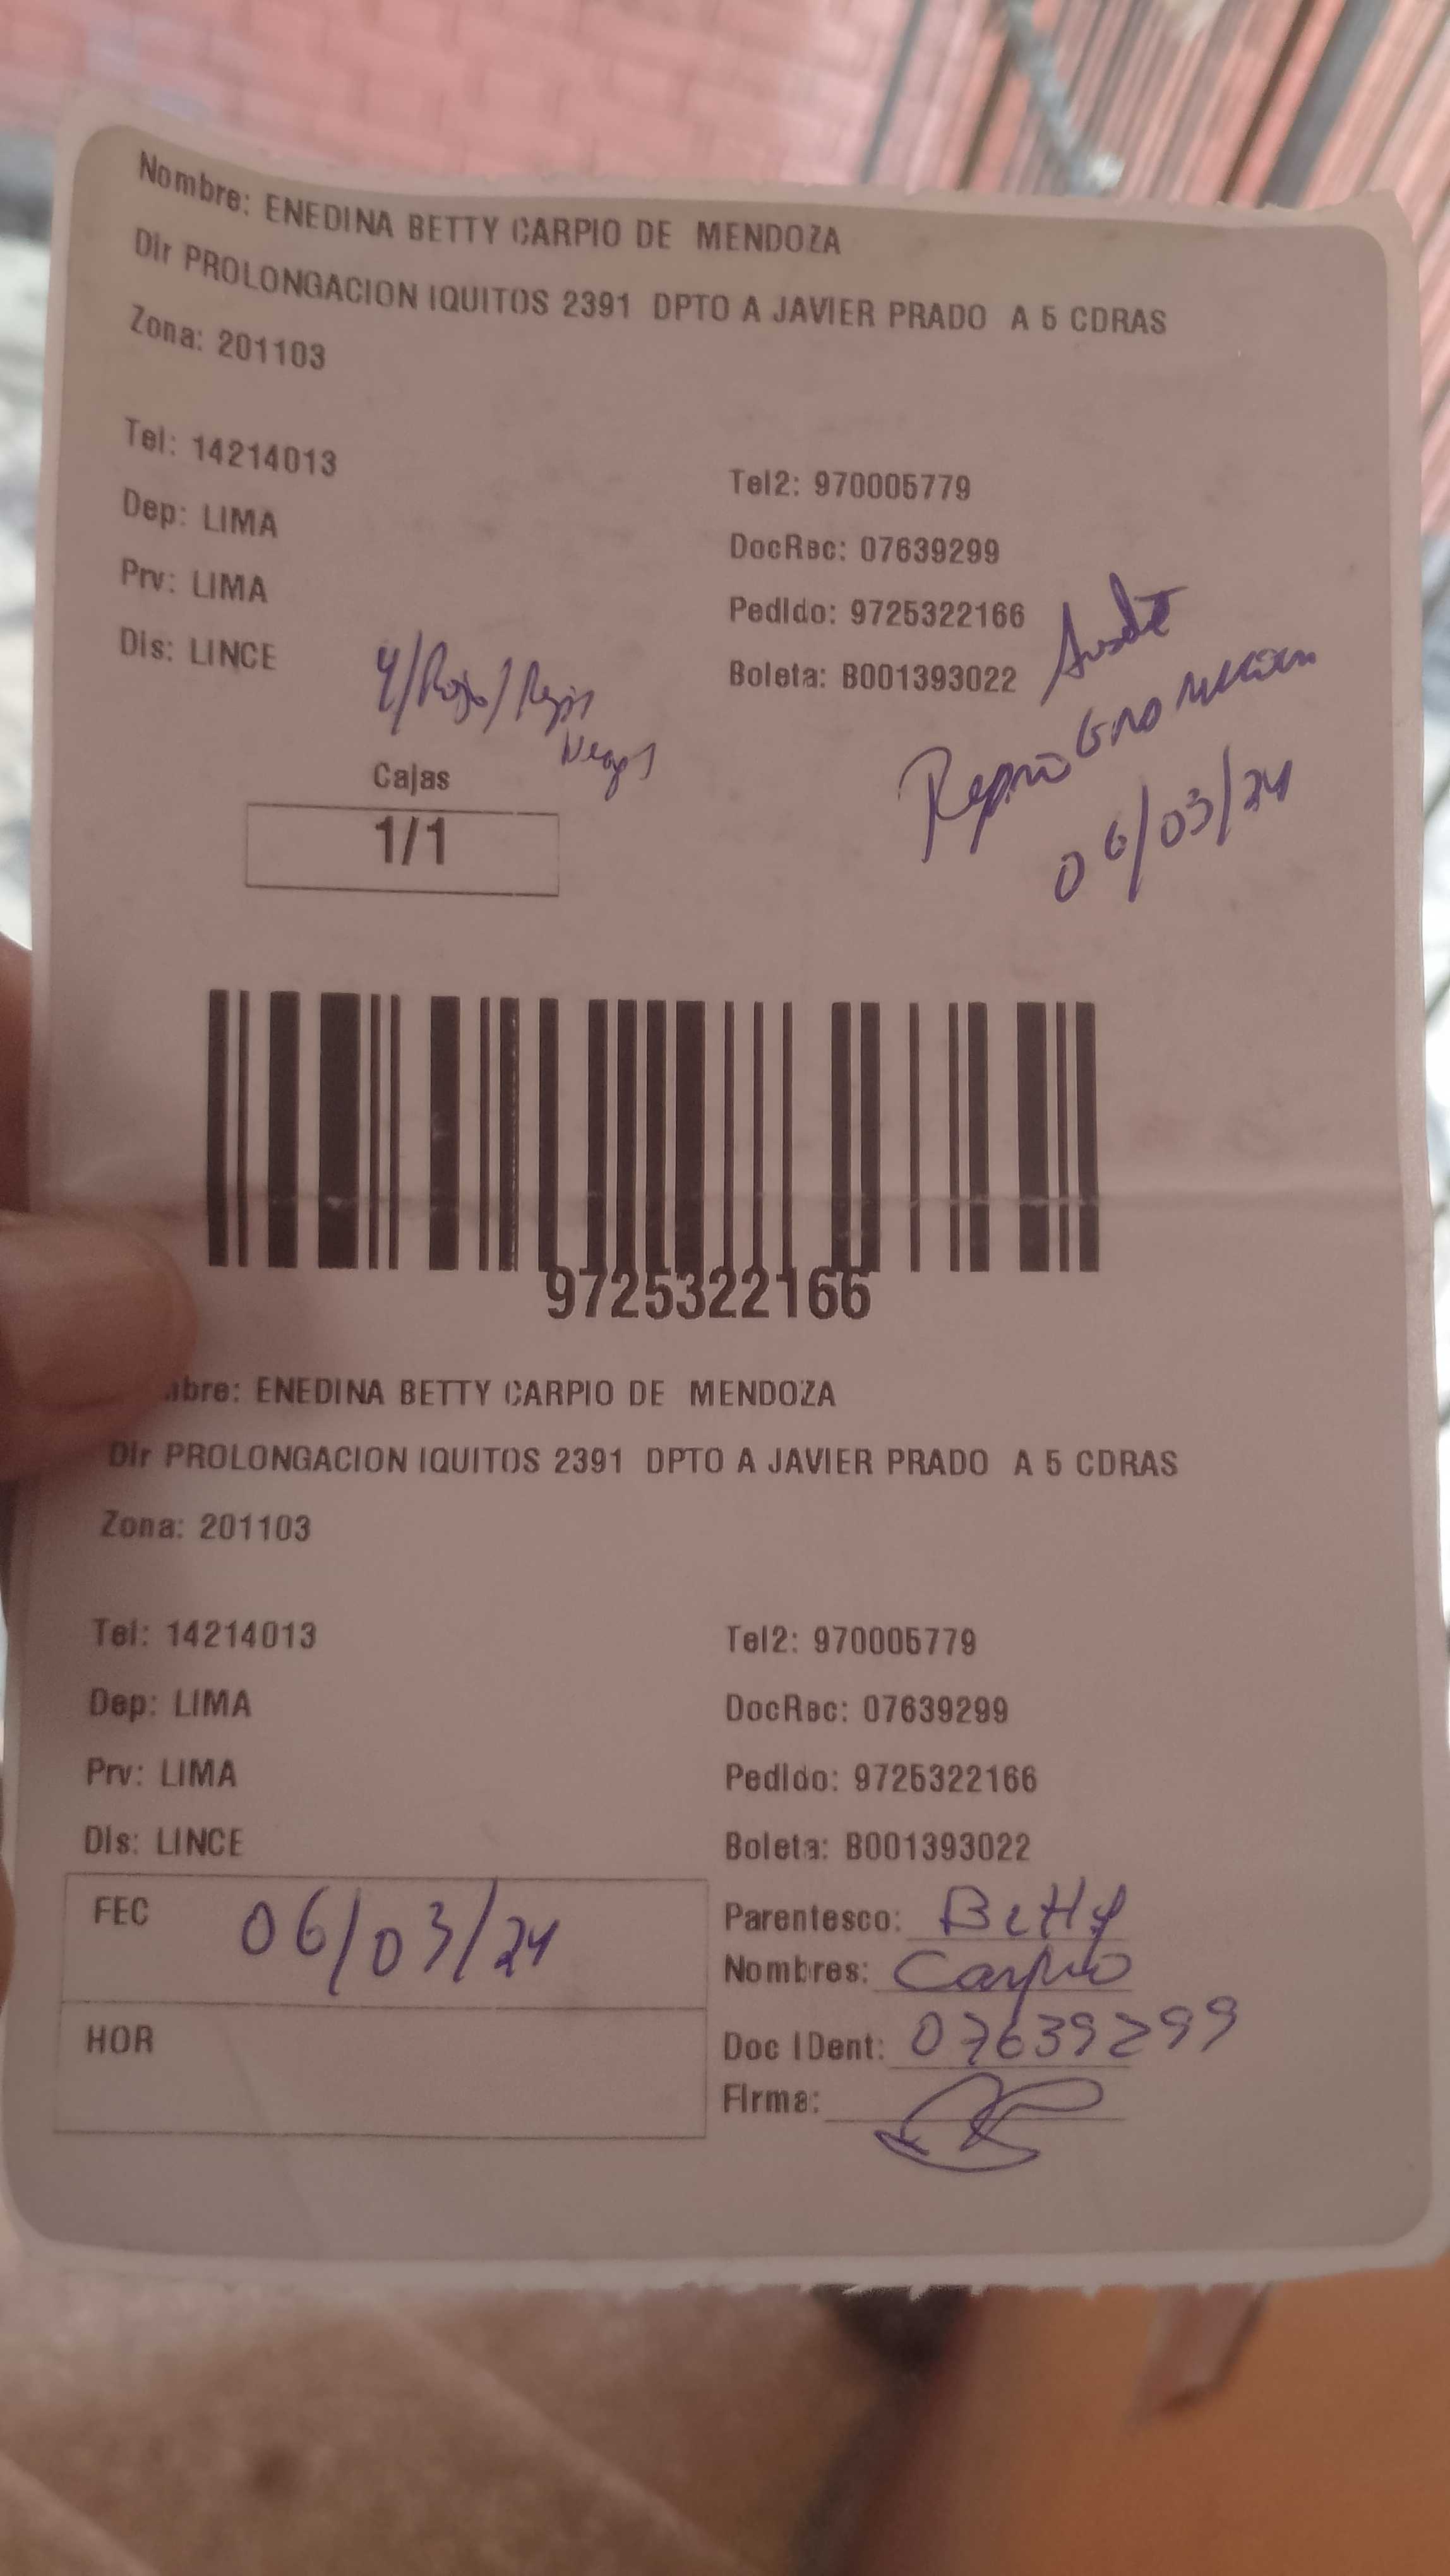 Nombre: ENEDINA BETTY CARPIO DE MENDOZA
Dir PROLONGACION IQUITOS 2391 DPTO A JAVIER PRADO A 5 CDRAS
Zona: 201103
Tel: 14214013
Tel2: 970005779
Dep: LIMA
DocRec: 07639299
Prv: LIMA
Pedido: 9725322166
Dis: LINCE
Boleta: B001393022
4/Rojo/Rejas
Negas
06/03/24
Cajas
1/1
9725322166
bre: ENEDINA BETTY CARPIO DE MENDOZA
Dir PROLONGACION IQUITOS 2391 DPTO A JAVIER PRADO A 5 CDRAS
Zona: 201103
Tel: 14214013
Tel2: 970005779
Dep: LIMA
DocRec: 07639299
Prv: LIMA
Pedido: 9725322166
Dis: LINCE
Boleta: B001393022
FEC 06/03/24
HOR
Parentesco: Betty
Nombres: Carpio
Doc IDent: 07639299
Firma: